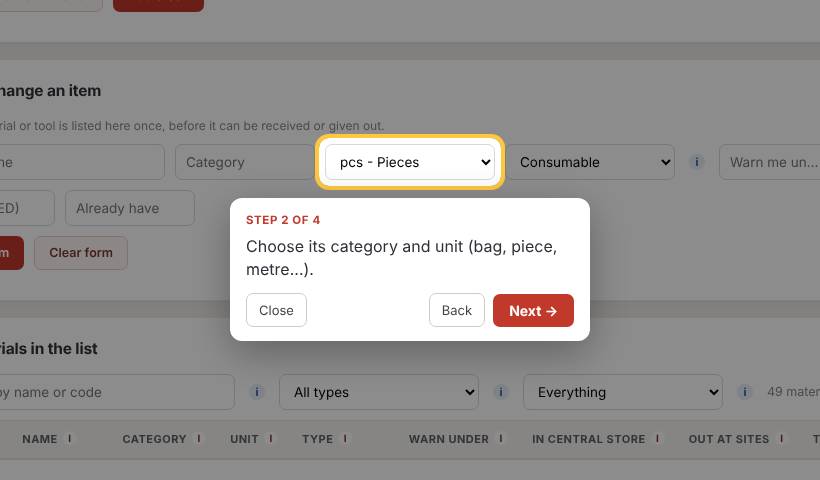 hange an item
rial or tool is listed here once, before it can be received or given out.
me Category pcs - Pieces Consumable i Warn me un...
ED) Already have
m Clear form
STEP 2 OF 4
Choose its category and unit (bag, piece,
metre...).
Close Back Next →
rials in the list
by name or code i All types i Everything i 49 mater
NAME i CATEGORY i UNIT i TYPE i WARN UNDER i IN CENTRAL STORE i OUT AT SITES i T